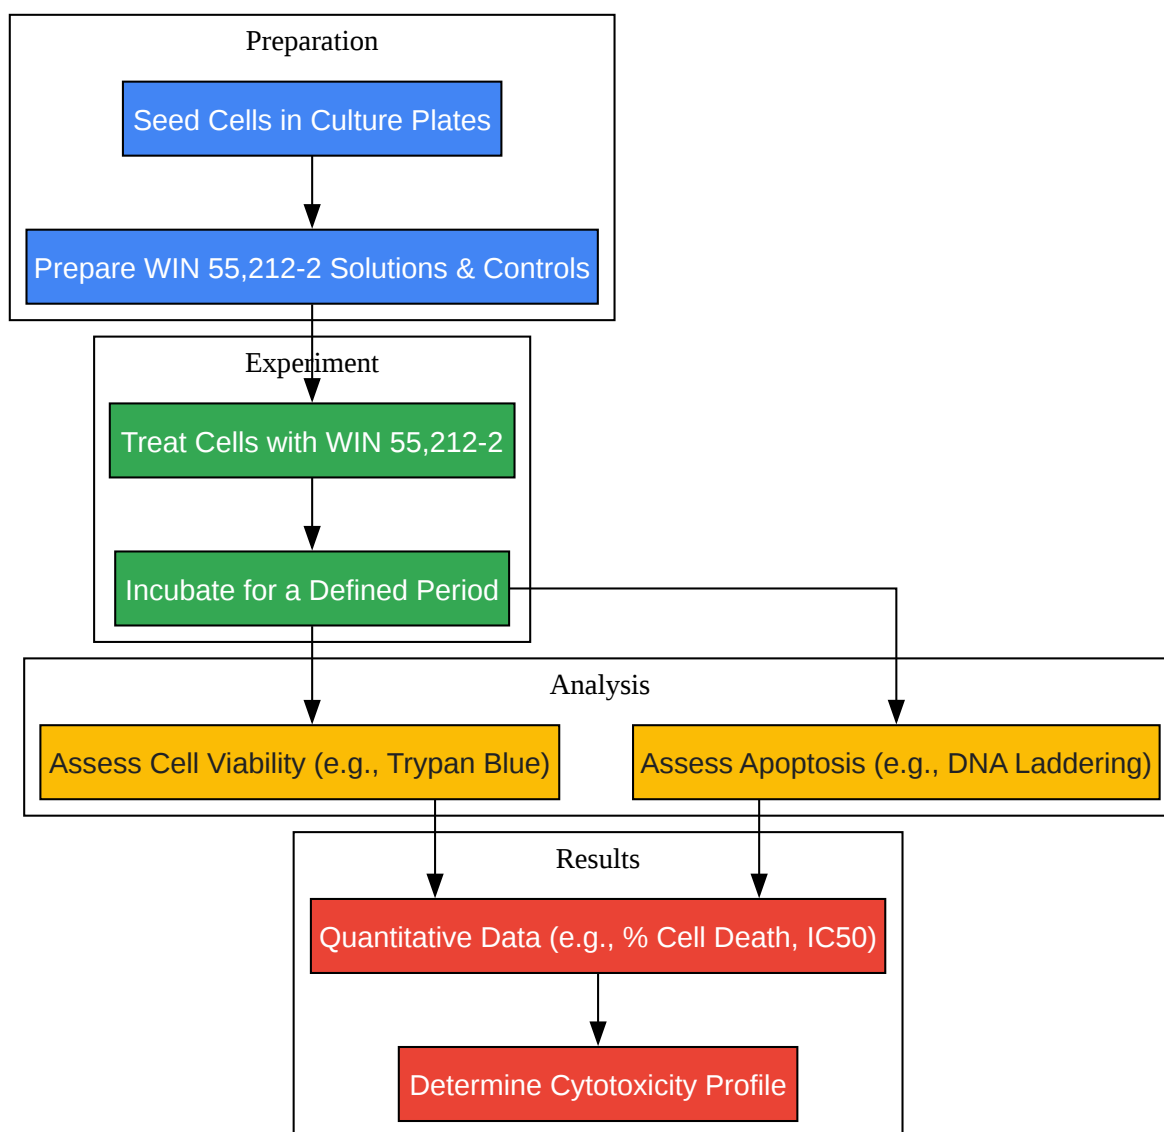 Preparation
Seed Cells in Culture Plates
Prepare WIN 55,212-2 Solutions & Controls
Experiment
Treat Cells with WIN 55,212-2
Incubate for a Defined Period
Analysis
Assess Cell Viability (e.g., Trypan Blue)
Assess Apoptosis (e.g., DNA Laddering)
Results
Quantitative Data (e.g., % Cell Death, IC50)
Determine Cytotoxicity Profile